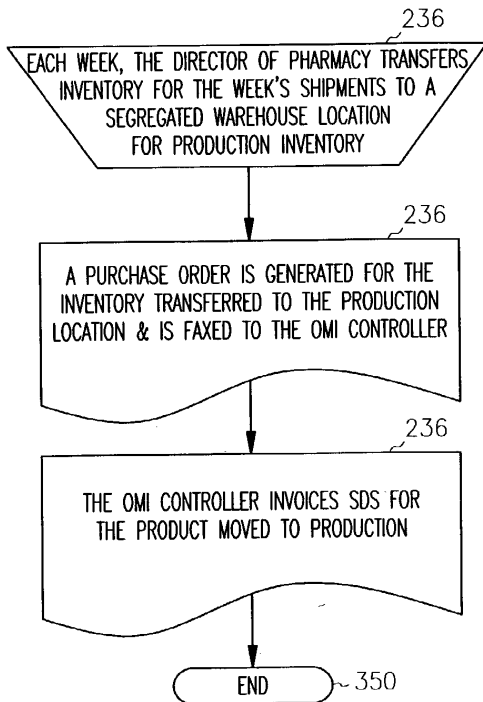 236
EACH WEEK, THE DIRECTOR OF PHARMACY TRANSFERS
INVENTORY FOR THE WEEK'S SHIPMENTS TO A
SEGREGATED WAREHOUSE LOCATION
FOR PRODUCTION INVENTORY
236
A PURCHASE ORDER IS GENERATED FOR THE
INVENTORY TRANSFERRED TO THE PRODUCTION
LOCATION & IS FAXED TO THE OMI CONTROLLER
236
THE OMI CONTROLLER INVOICES SDS FOR
THE PRODUCT MOVED TO PRODUCTION
END
350